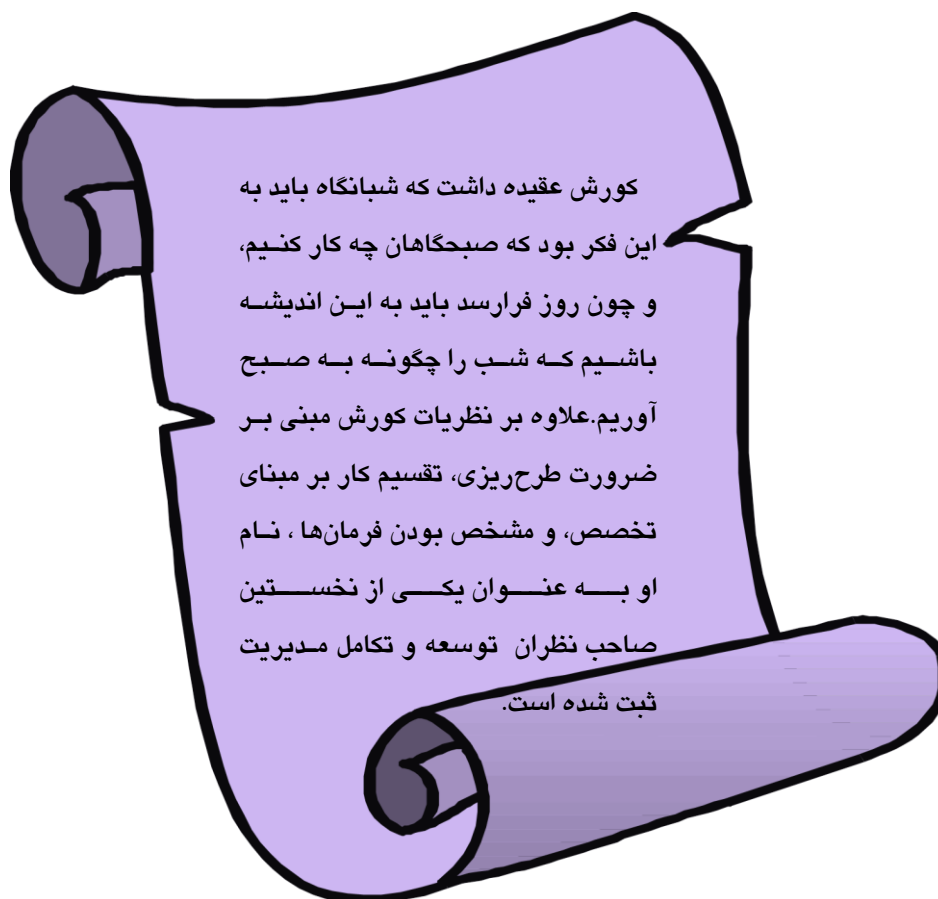 کورش عقیده داشت که شبانگاه باید به
این فکر بود که صبحگاهان چه کار کنیم،
و چون روز فرارسد باید به این اندیشه
باشیم که شب را چگونه به صبح
آوریم.علاوه بر نظریات کورش مبنی بر
ضرورت طرح‌ریزی، تقسیم کار بر مبنای
تخصص، و مشخص بودن فرمان‌ها ، نام
او به عنوان یکی از نخستین
صاحب نظران توسعه و تکامل مدیریت
ثبت شده است.